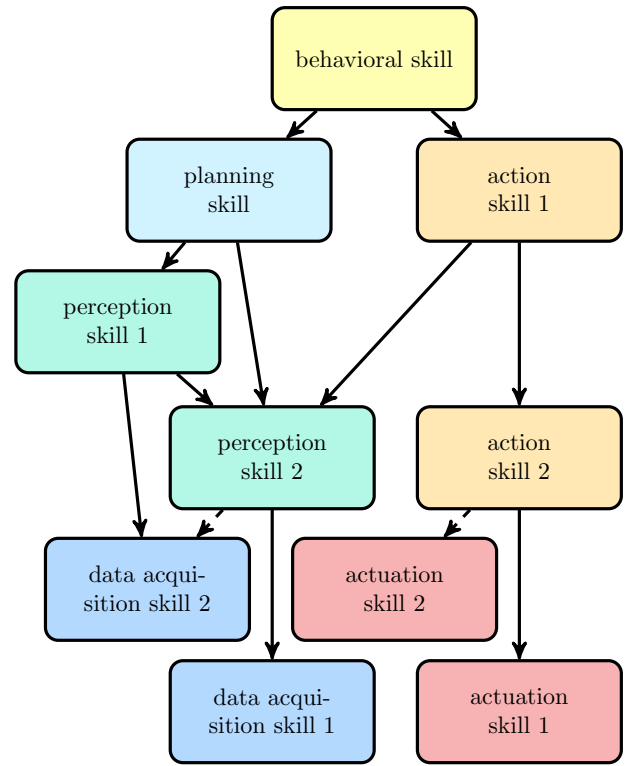 behavioral skill
planning
skill
action
skill 1
perception
skill 1
perception
skill 2
action
skill 2
data acqui-
sition skill 2
actuation
skill 2
data acqui-
sition skill 1
actuation
skill 1